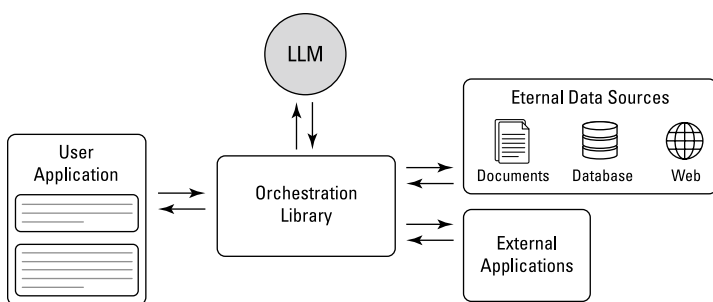 LLM
User
Application
Orchestration
Library
Eternal Data Sources
Documents
Database
Web
External
Applications